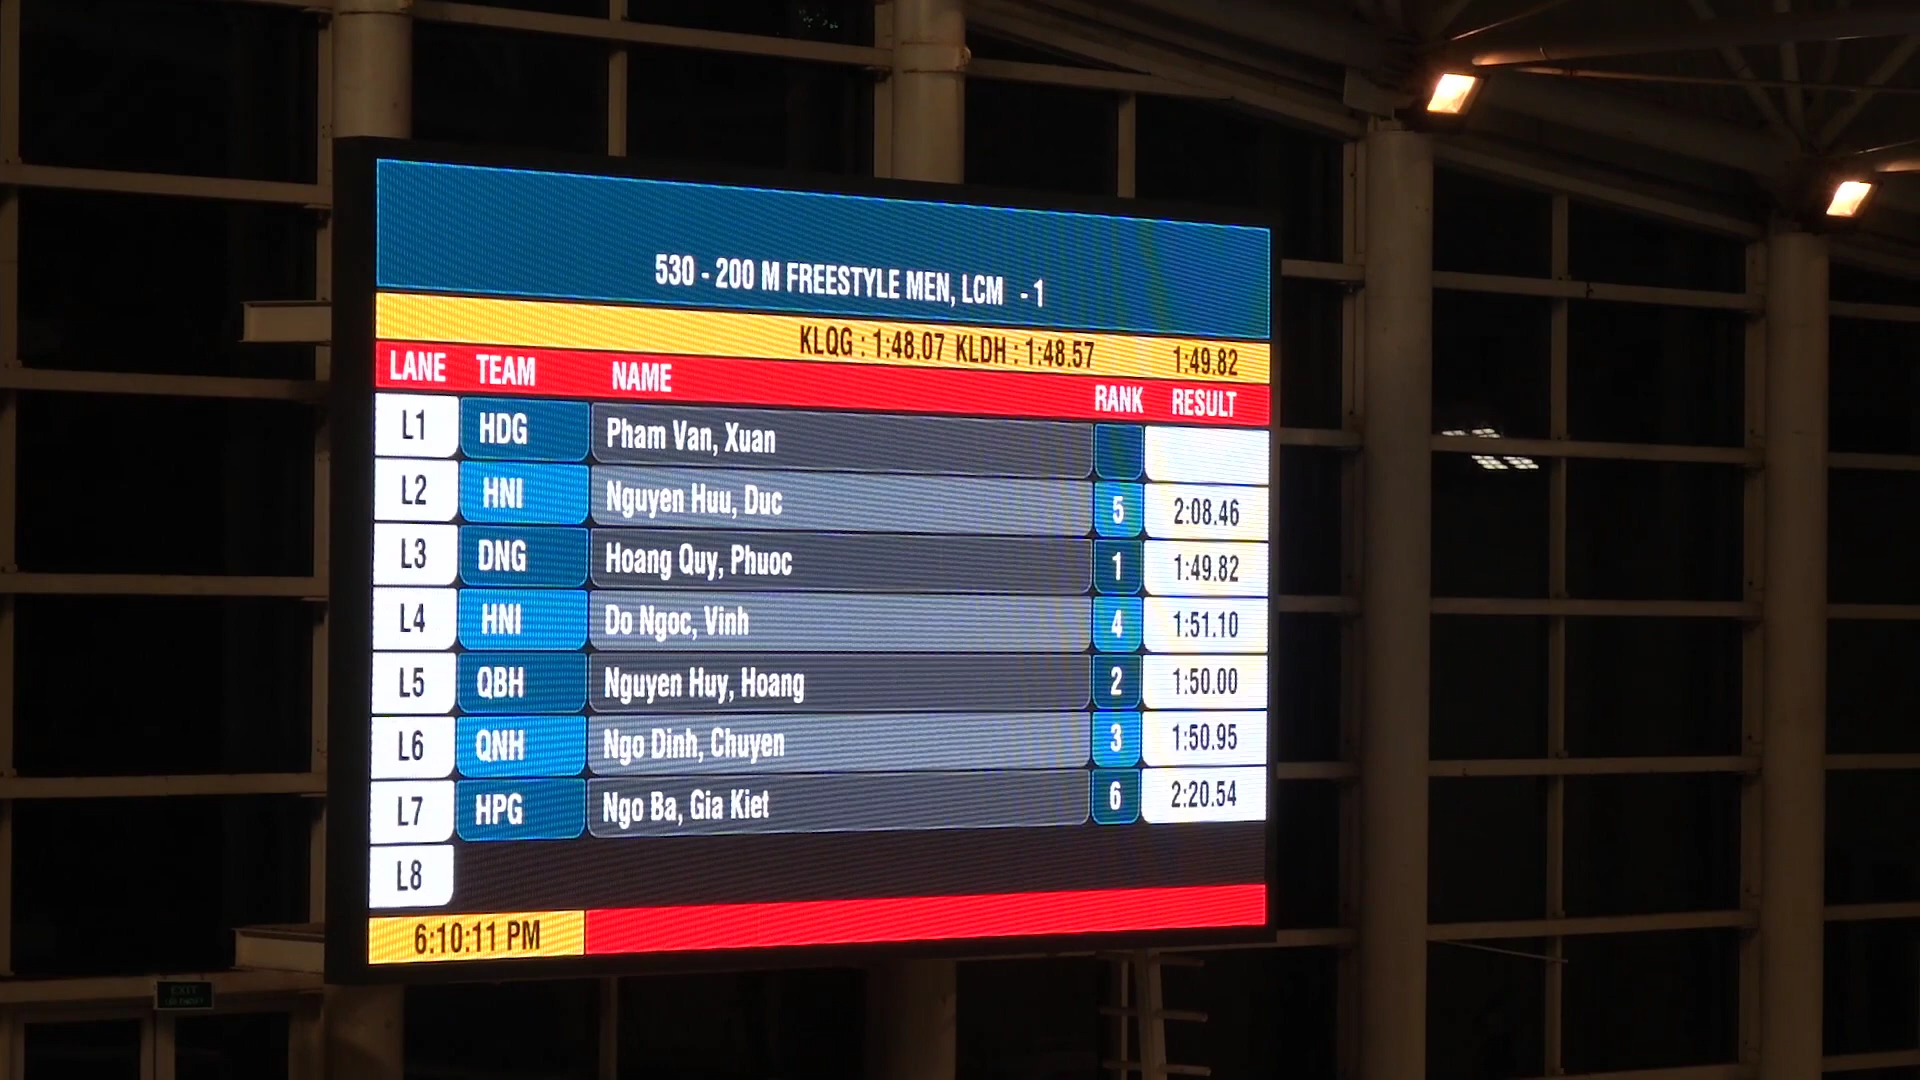 530 - 200 M FREESTYLE MEN, LCM - 1
KLQG : 1:48.07 KLDH : 1:48.57 1:49.82
LANE TEAM NAME RANK RESULT
L1 HDG Pham Van, Xuan
L2 HNI Nguyen Huu, Duc 5 2:08.46
L3 DNG Hoang Quy, Phuoc 1 1:49.82
L4 HNI Do Ngoc, Vinh 4 1:51.10
L5 QBH Nguyen Huy, Hoang 2 1:50.00
L6 QNH Ngo Dinh, Chuyen 3 1:50.95
L7 HPG Ngo Ba, Gia Kiet 6 2:20.54
L8
6:10:11 PM
EXIT